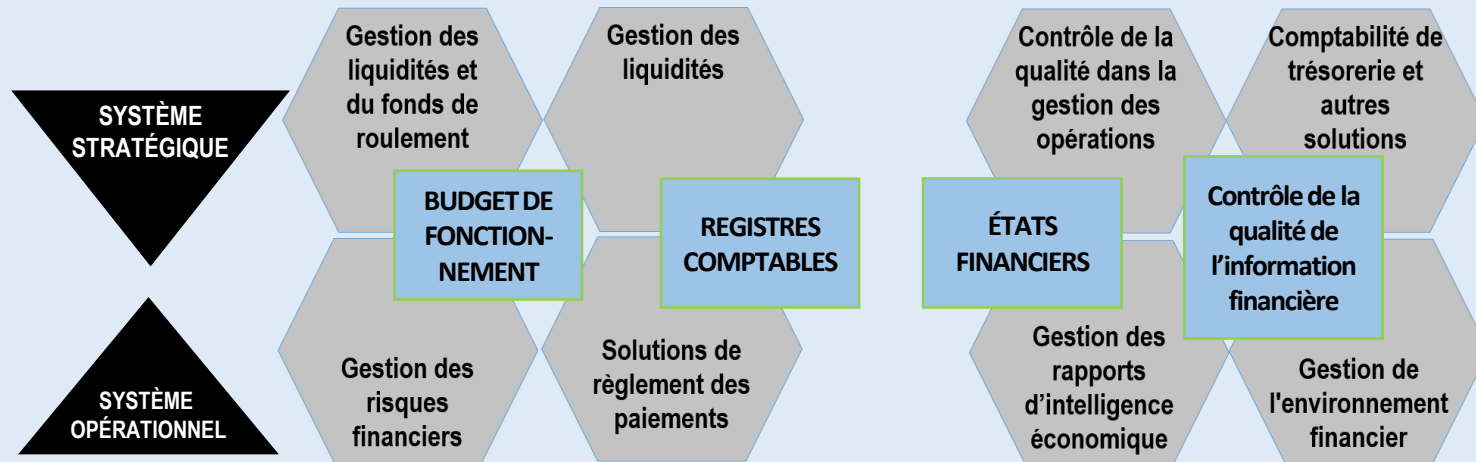 SYSTÈME
STRATÉGIQUE
Gestion des
liquidités et
du fonds de
roulement
Gestion des
liquidités
Contrôle de la
qualité dans la
gestion des
opérations
Comptabilité de
trésorerie et
autres
solutions
BUDGET DE
FONCTION-
NEMENT
REGISTRES
COMPTABLES
ÉTATS
FINANCIERS
Contrôle de la
qualité de
l’information
financière
SYSTÈME
OPÉRATIONNEL
Gestion des
risques
financiers
Solutions de
règlement des
paiements
Gestion des
rapports
d’intelligence
économique
Gestion de
l'environnement
financier